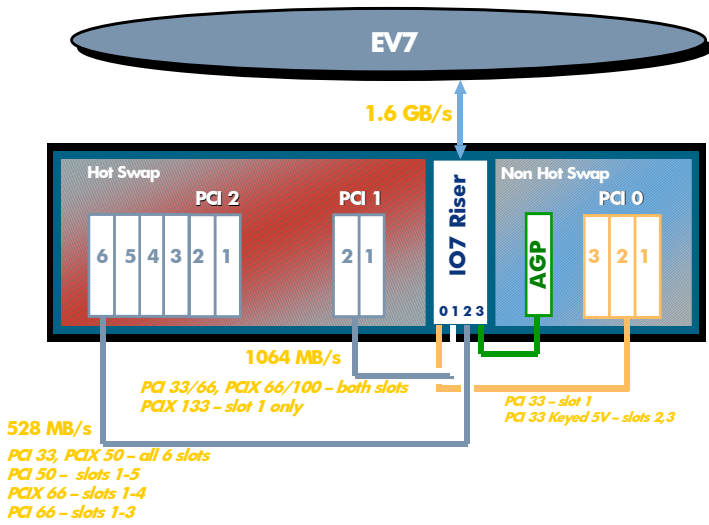 EV7
1.6 GB/s
Hot Swap
PCI 2
6 5 4 3 2 1
PCI 1
2 1
IO7 Riser
0 1 2 3
Non Hot Swap
AGP
PCI 0
3 2 1
1064 MB/s
PCI 33/66, PCIX 66/100 – both slots
PCIX 133 – slot 1 only
PCI 33 – slot 1
PCI 33 Keyed 5V – slots 2,3
528 MB/s
PCI 33, PCIX 50 – all 6 slots
PCI 50 – slots 1-5
PCIX 66 – slots 1-4
PCI 66 – slots 1-3